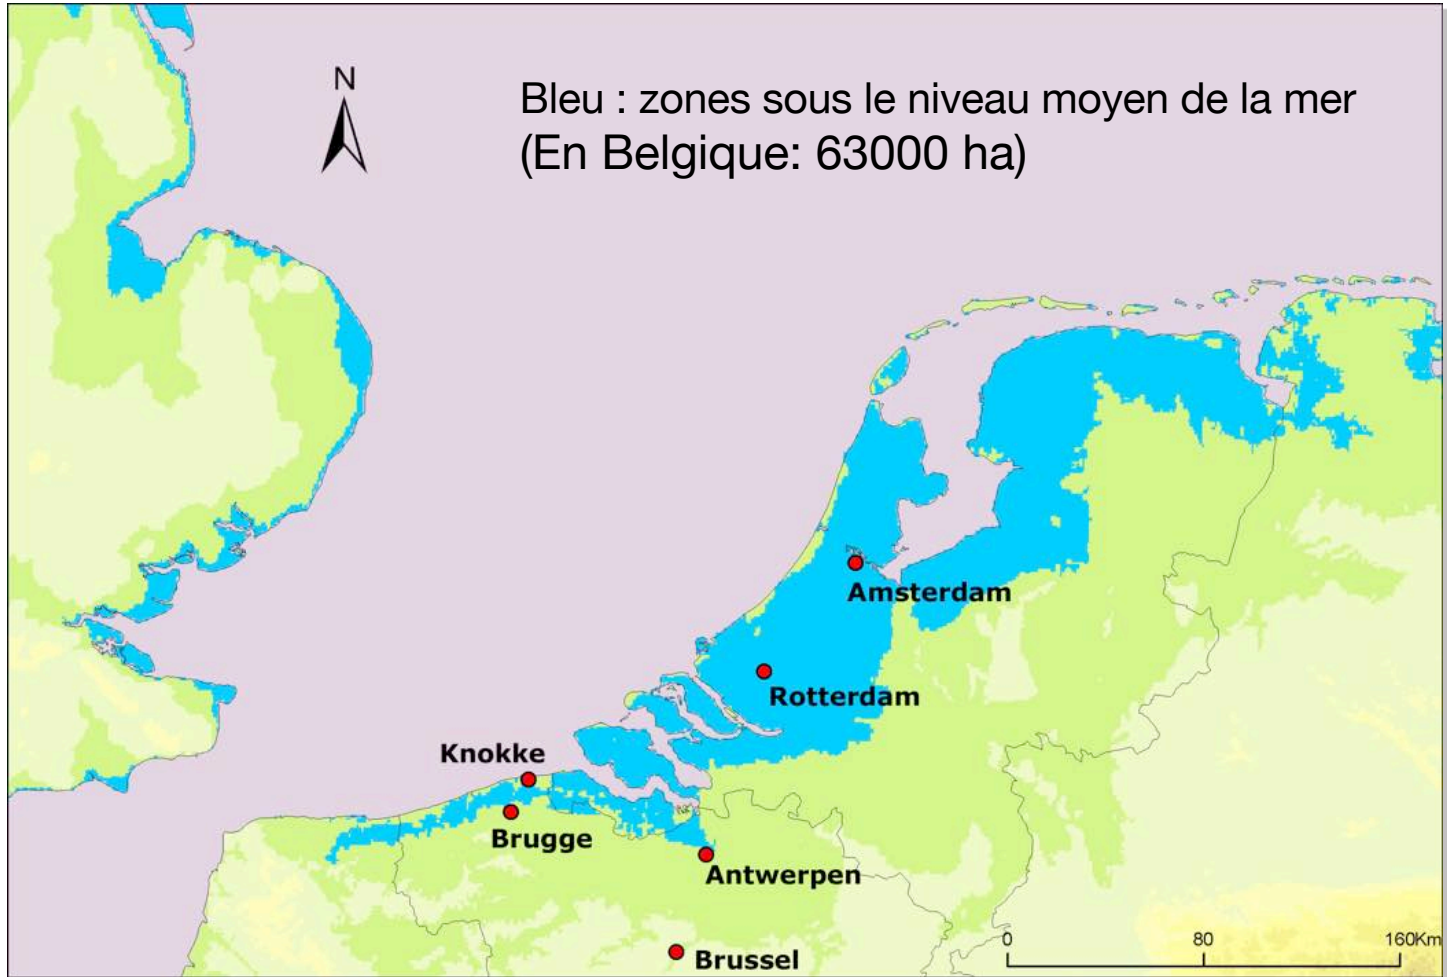 N
Bleu : zones sous le niveau moyen de la mer
(En Belgique: 63000 ha)
Amsterdam
Rotterdam
Knokke
Brugge
Antwerpen
Brussel
0 80 160Km